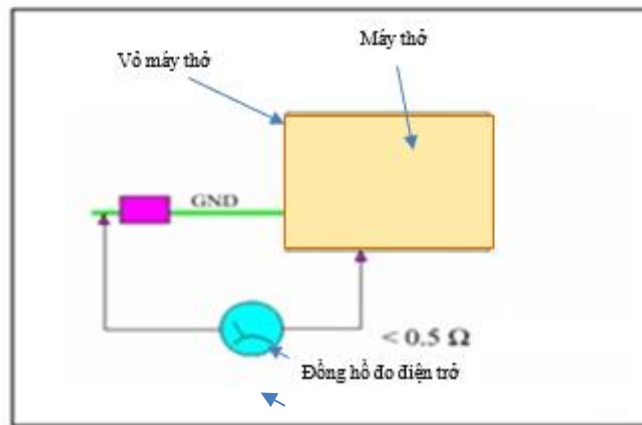 Máy thở
Vỏ máy thở
GND
< 0.5 Ω
Đồng hồ đo điện trở